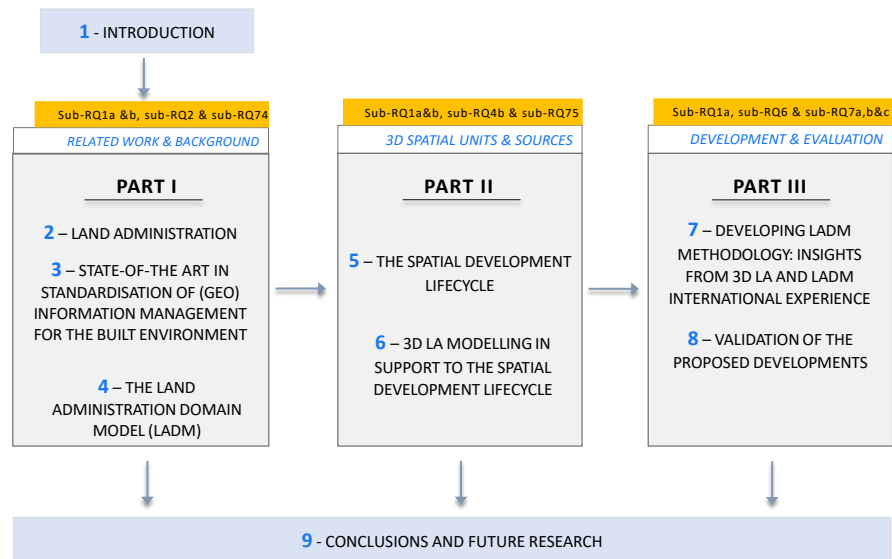 1 - INTRODUCTION
Sub-RQ1a &b, sub-RQ2 & sub-RQ74
RELATED WORK & BACKGROUND
PART I
2 – LAND ADMINISTRATION
3 – STATE-OF-THE ART IN
STANDARDISATION OF (GEO)
INFORMATION MANAGEMENT
FOR THE BUILT ENVIRONMENT
4 – THE LAND
ADMINISTRATION DOMAIN
MODEL (LADM)
Sub-RQ1a&b, sub-RQ4b & sub-RQ75
3D SPATIAL UNITS & SOURCES
PART II
5 – THE SPATIAL DEVELOPMENT
LIFECYCLE
6 – 3D LA MODELLING IN
SUPPORT TO THE SPATIAL
DEVELOPMENT LIFECYCLE
Sub-RQ1a, sub-RQ6 & sub-RQ7a,b&c
DEVELOPMENT & EVALUATION
PART III
7 – DEVELOPING LADM
METHODOLOGY: INSIGHTS
FROM 3D LA AND LADM
INTERNATIONAL EXPERIENCE
8 – VALIDATION OF THE
PROPOSED DEVELOPMENTS
9 - CONCLUSIONS AND FUTURE RESEARCH